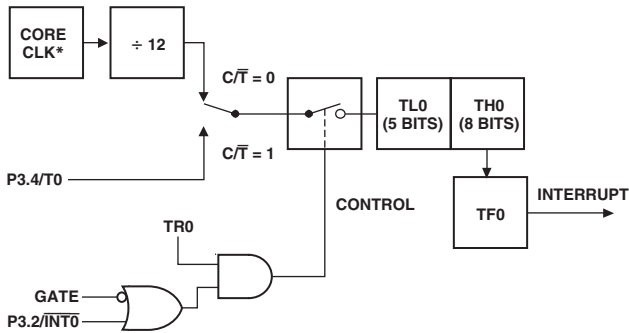 CORE
CLK*
÷ 12
C/T̅ = 0
TL0
(5 BITS)
TH0
(8 BITS)
C/T̅ = 1
P3.4/T0
INTERRUPT
TF0
CONTROL
TR0
GATE
P3.2/I̅N̅T̅0̅